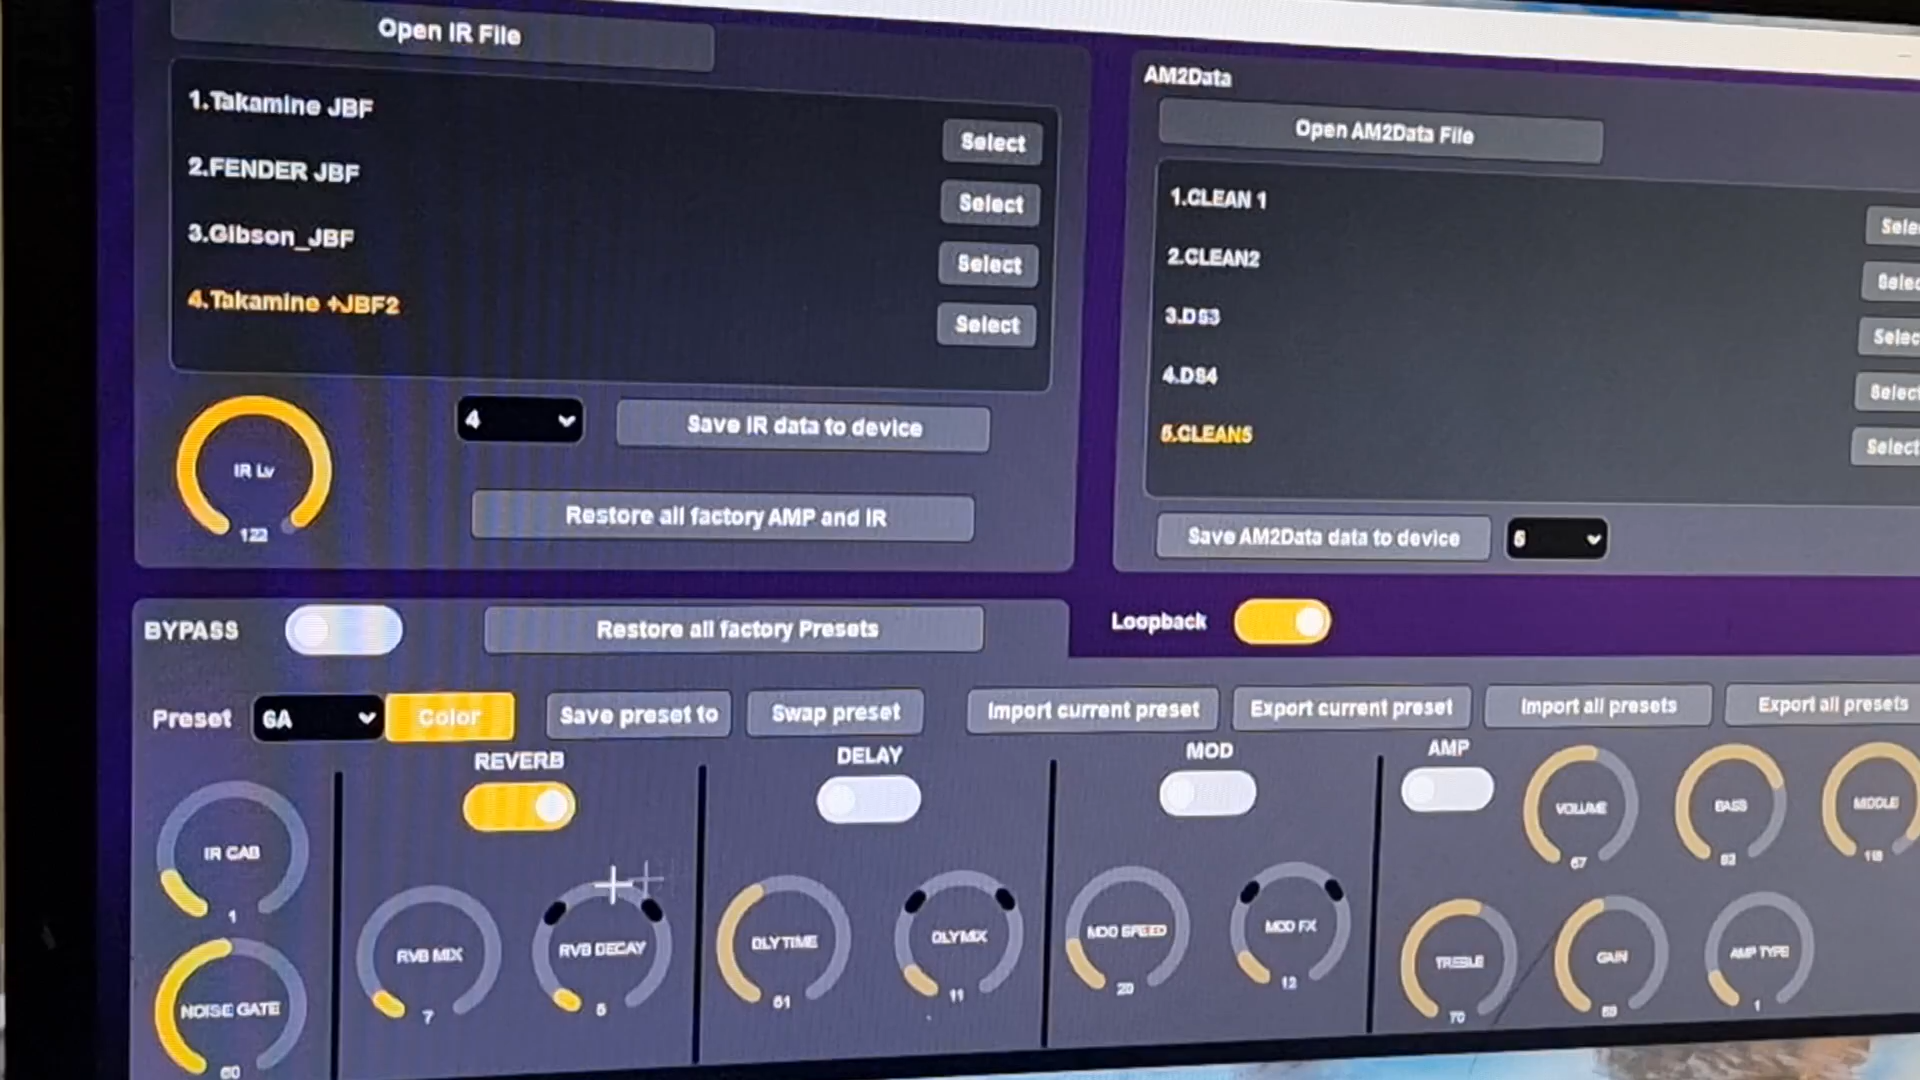 Open IR File
1.Takamine JBF
Select
2.FENDER JBF
Select
3.Gibson_JBF
Select
4.Takamine +JBF2
Select
IR Lv
122
4
Save IR data to device
Restore all factory AMP and IR
AM2Data
Open AM2Data File
1.CLEAN 1
2.CLEAN2
3.DS3
4.DS4
Select
5.CLEAN5
Select
Save AM2Data data to device
5
BYPASS
Restore all factory Presets
Loopback
Preset
6A
Color
Save preset to
Swap preset
Import current preset
Export current preset
Import all presets
Export all presets
REVERB
DELAY
MOD
AMP
IR CAB
1
NOISE GATE
60
RVB MIX
7
RVB DECAY
DLY TIME
61
DLY MIX
11
MOD SPEED
20
MOD FX
12
VOLUME
67
BASS
MIDDLE
TREBLE
70
GAIN
AMP TYPE
1